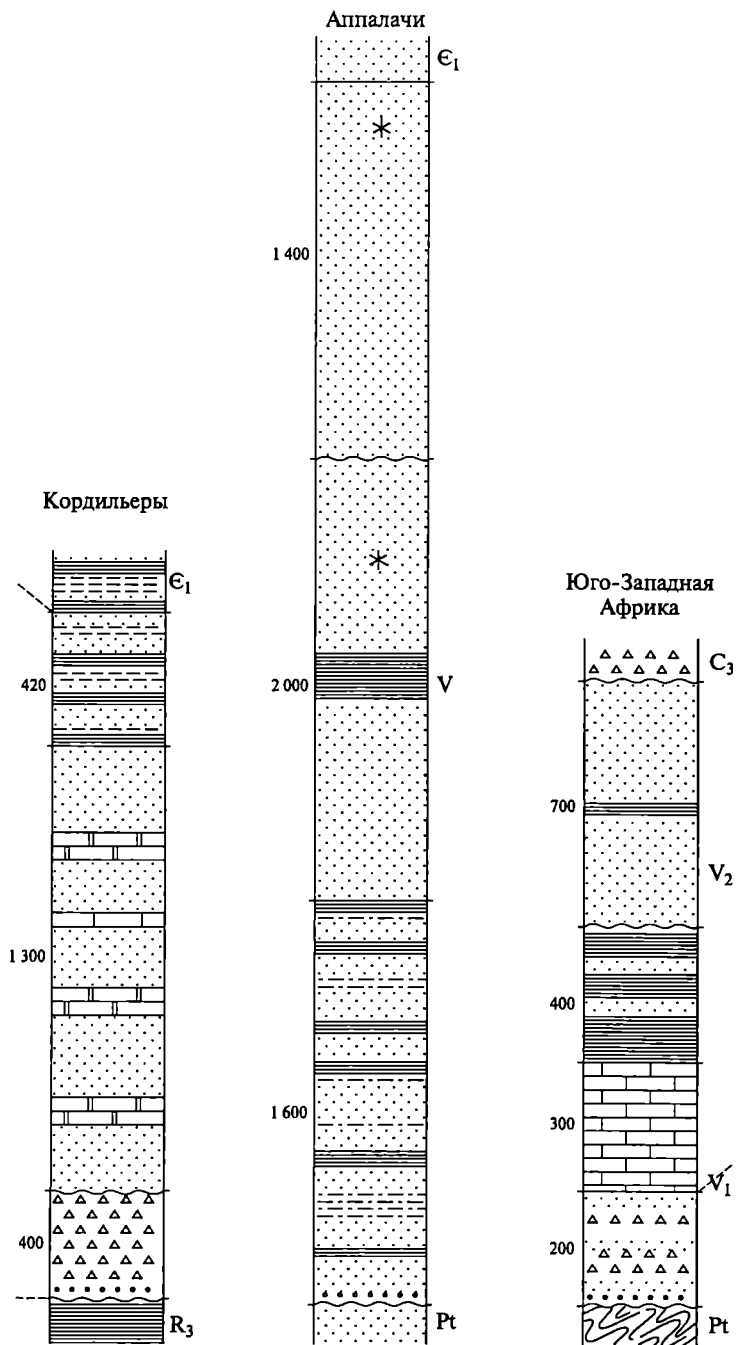 Аппалачи
Є₁
1 400
Кордильеры
Є₁
420
1 300
400
R₃
2 000
V
1 600
Pt
Юго-Западная
Африка
C₃
700
V₂
400
300
V₁
200
Pt